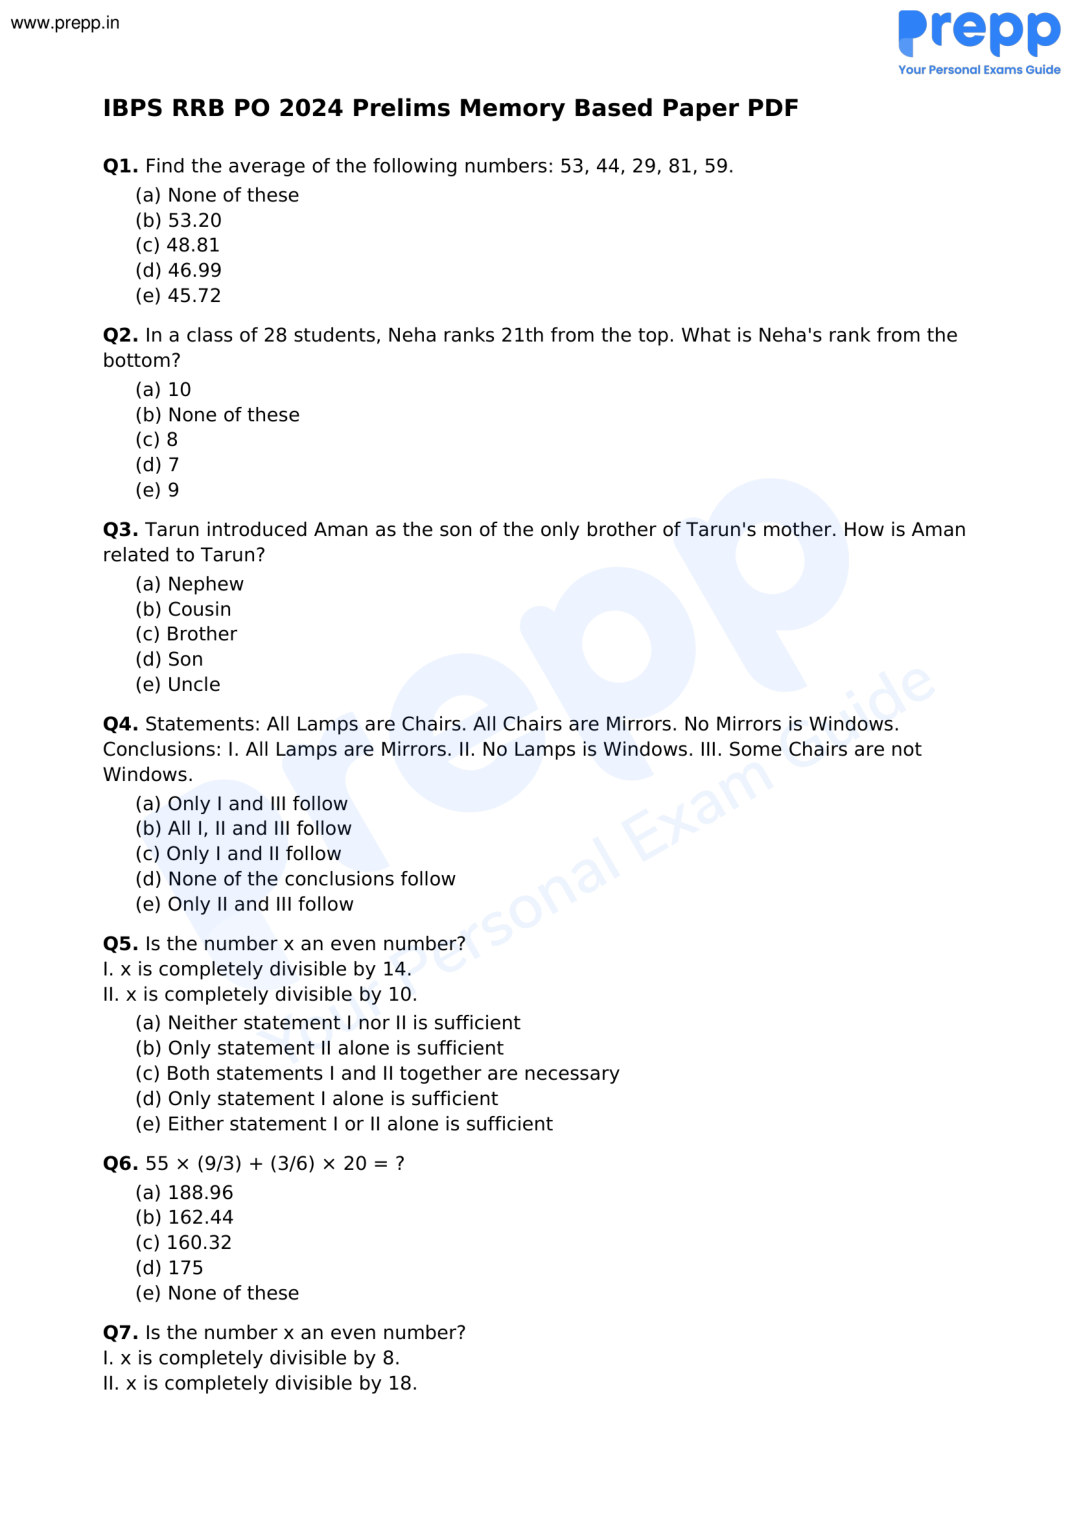 www.prepp.in
Prepp
Your Personal Exams Guide
IBPS RRB PO 2024 Prelims Memory Based Paper PDF
Q1. Find the average of the following numbers: 53, 44, 29, 81, 59.
(a) None of these
(b) 53.20
(c) 48.81
(d) 46.99
(e) 45.72
Q2. In a class of 28 students, Neha ranks 21th from the top. What is Neha's rank from the
bottom?
(a) 10
(b) None of these
(c) 8
(d) 7
(e) 9
Q3. Tarun introduced Aman as the son of the only brother of Tarun's mother. How is Aman
related to Tarun?
(a) Nephew
(b) Cousin
(c) Brother
(d) Son
(e) Uncle
Q4. Statements: All Lamps are Chairs. All Chairs are Mirrors. No Mirrors is Windows.
Conclusions: I. All Lamps are Mirrors. II. No Lamps is Windows. III. Some Chairs are not
Windows.
(a) Only I and III follow
(b) All I, II and III follow
(c) Only I and II follow
(d) None of the conclusions follow
(e) Only II and III follow
Q5. Is the number x an even number?
I. x is completely divisible by 14.
II. x is completely divisible by 10.
(a) Neither statement I nor II is sufficient
(b) Only statement II alone is sufficient
(c) Both statements I and II together are necessary
(d) Only statement I alone is sufficient
(e) Either statement I or II alone is sufficient
Q6. 55 × (9/3) + (3/6) × 20 = ?
(a) 188.96
(b) 162.44
(c) 160.32
(d) 175
(e) None of these
Q7. Is the number x an even number?
I. x is completely divisible by 8.
II. x is completely divisible by 18.
prepp
Your Personal Exam Guide